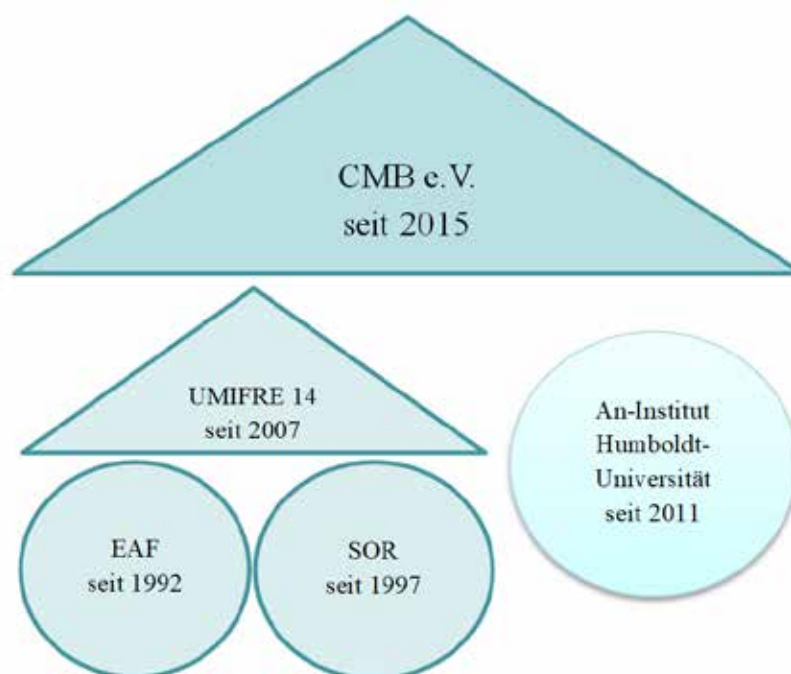 CMB e.V.
seit 2015
UMIFRE 14
seit 2007
An-Institut
Humboldt-
Universität
seit 2011
EAF
seit 1992
SOR
seit 1997